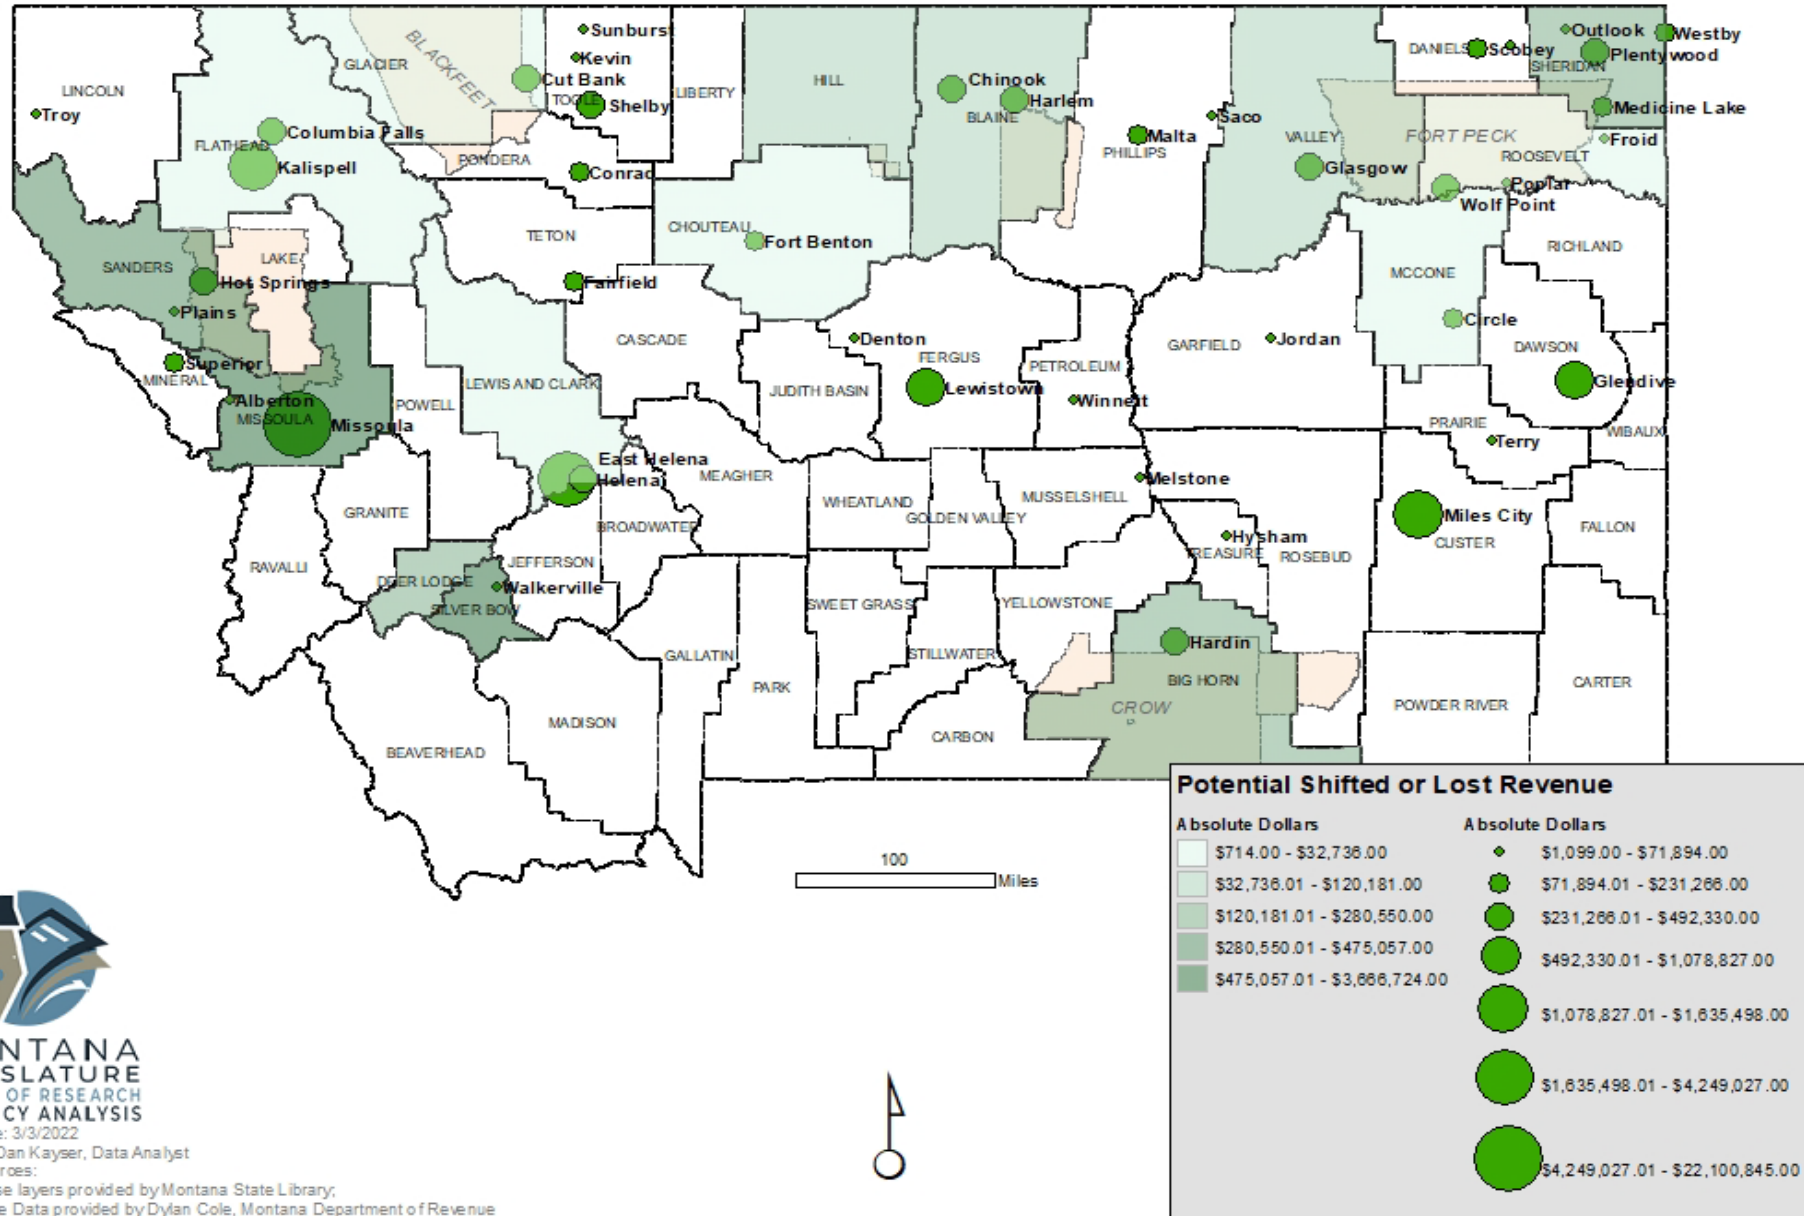 Sunburst
Outlook
Westby
BLACKFEET
DANIELS
Scobey
Kevin
GLACIER
Plentywood
SHERIDAN
Cut Bank
HILL
Chinook
LINCOLN
LIBERTY
TOOLE
Shelby
Harlem
Medicine Lake
Troy
BLAINE
Saco
Columbia Falls
Malta
VALLEY
FORT PECK
Froid
FLATHEAD
PHILLIPS
ROOSEVELT
PONDERA
Kalispell
Conrad
Glasgow
Poplar
Wolf Point
CHOUTEAU
TETON
Fort Benton
RICHLAND
LAKE
SANDERS
MCCONE
Hot Springs
Fairfield
Plains
Circle
CASCADE
Denton
GARFIELD
Jordan
DAWSON
FERGUS
Superior
PETROLEUM
MINERAL
LEWIS AND CLARK
JUDITH BASIN
Lewistown
Glendive
Alberton
POWELL
Winnett
MISSOULA
Missoula
PRAIRIE
WIBAUX
Terry
East Helena
Helena
MEAGHER
Melstone
WHEATLAND
MUSSELSHELL
GRANITE
GOLDEN VALLEY
Miles City
BROADWATER
FALLON
Hysham
CUSTER
TREASURE
ROSEBUD
RAVALLI
JEFFERSON
DEER LODGE
Walkerville
SILVER BOW
SWEET GRASS
YELLOWSTONE
Hardin
GALLATIN
STILLWATER
PARK
BIG HORN
CARTER
CROW
POWDER RIVER
MADISON
CARBON
BEAVERHEAD
Potential Shifted or Lost Revenue
Absolute Dollars
$714.00 - $32,736.00
$32,736.01 - $120,181.00
$120,181.01 - $280,550.00
$280,550.01 - $475,057.00
$475,057.01 - $3,666,724.00
Absolute Dollars
$1,099.00 - $71,894.00
$71,894.01 - $231,266.00
$231,266.01 - $492,330.00
$492,330.01 - $1,078,827.00
$1,078,827.01 - $1,635,498.00
$1,635,498.01 - $4,249,027.00
$4,249,027.01 - $22,100,845.00
100
Miles
NTANA
SLATURE
OF RESEARCH
CY ANALYSIS
e: 3/3/2022
Dan Kayser, Data Analyst
rces:
se layers provided by Montana State Library;
e Data provided by Dylan Cole, Montana Department of Revenue